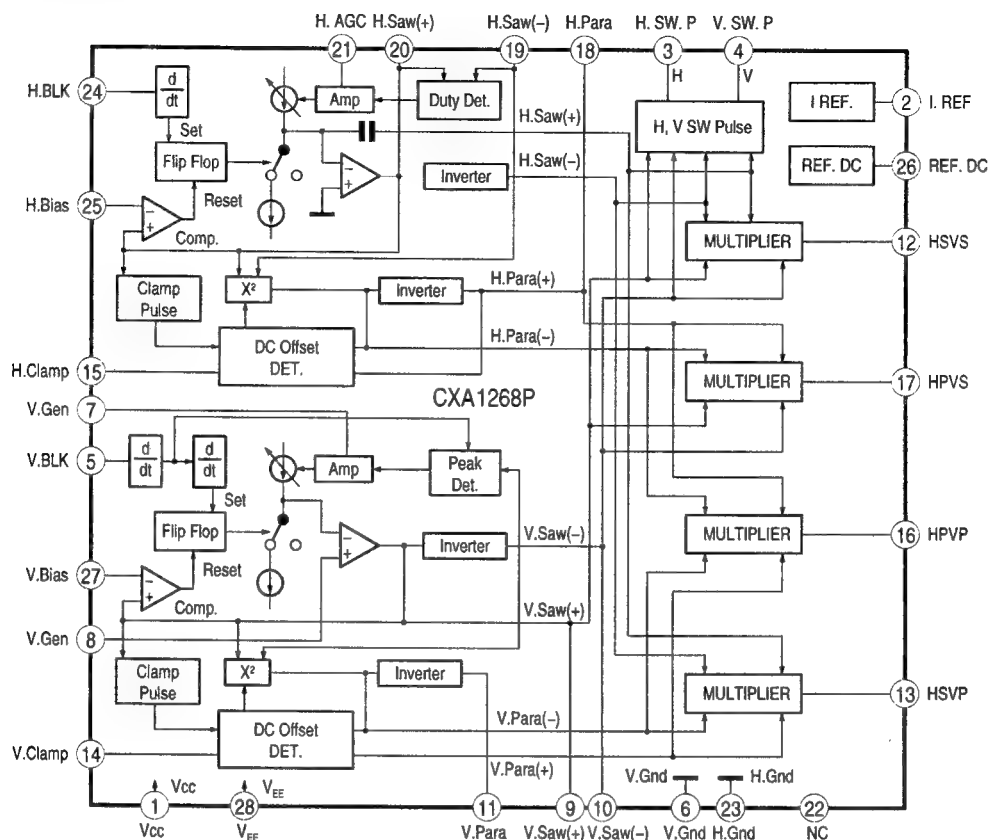 H. AGC H.Saw(+) H.Saw(−) H.Para H. SW. P V. SW. P
21 20 19 18 3 4
H V
H.BLK 24
d
dt
Amp
Duty Det.
H.Saw(+)
H, V SW Pulse
I REF.
2 I. REF
Set
Flip Flop
Reset
H.Saw(−)
Inverter
REF. DC
26 REF. DC
H.Bias 25
−
+
Comp.
−
+
MULTIPLIER
12 HSVS
Clamp
Pulse
X²
Inverter
H.Para(+)
DC Offset
DET.
H.Para(−)
H.Clamp 15
CXA1268P
MULTIPLIER
17 HPVS
V.Gen
7
V.BLK
5
d
dt
d
dt
Amp
Peak
Det.
Set
Flip Flop
Reset
−
+
Inverter
V.Saw(−)
MULTIPLIER
16 HPVP
V.Bias
27
−
+
Comp.
V.Saw(+)
V.Gen 8
Clamp
Pulse
X²
Inverter
MULTIPLIER
13 HSVP
DC Offset
DET.
V.Para(−)
V.Clamp 14
V.Para(+)
V.Gnd H.Gnd
Vcc VEE
1 28 11 9 10 6 23 22
Vcc VEE V.Para V.Saw(+) V.Saw(−) V.Gnd H.Gnd NC